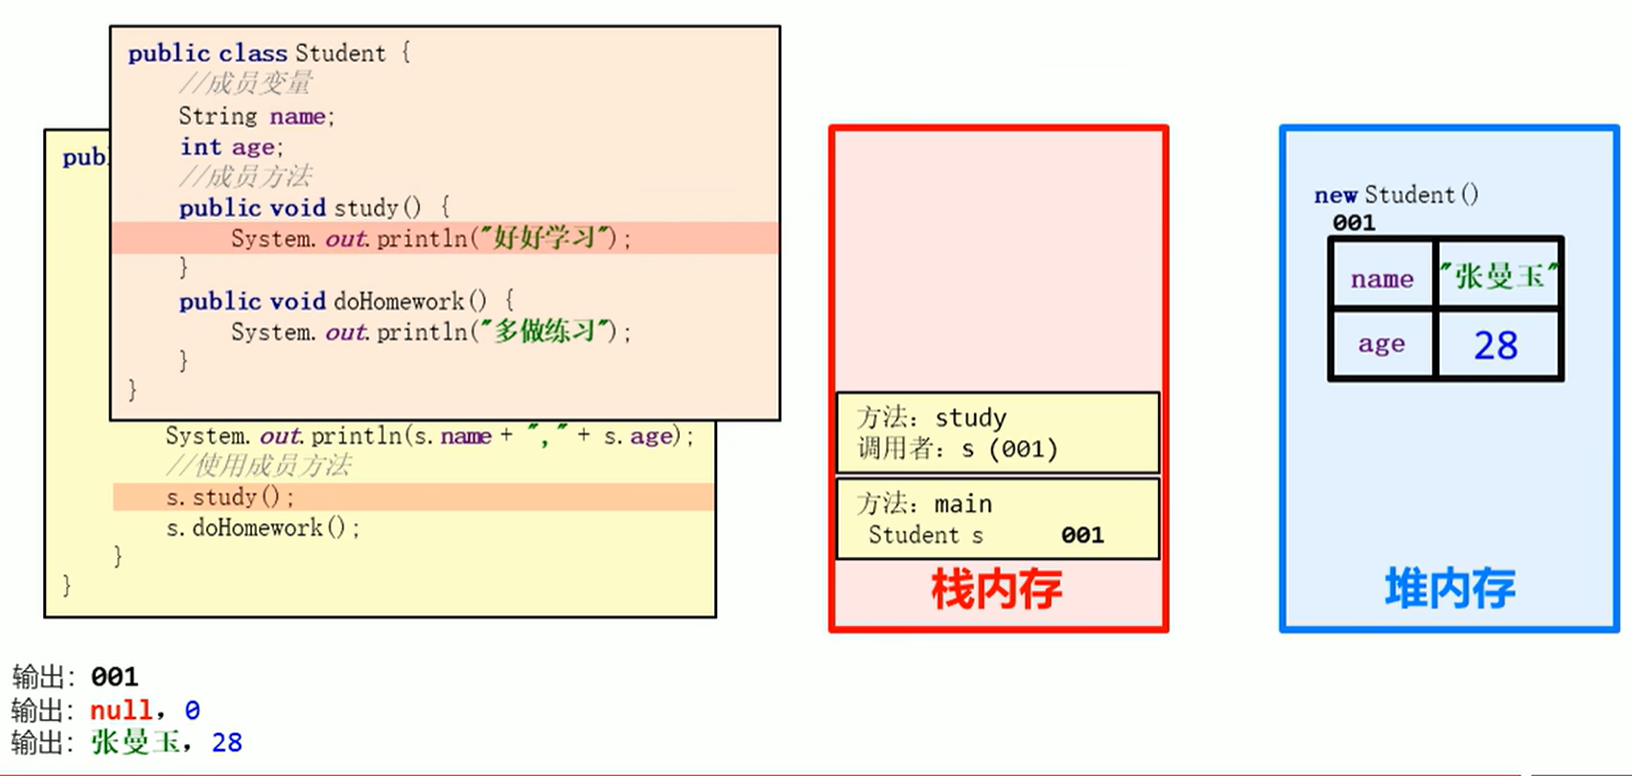 public class Student {
//成员变量
String name;
int age;
//成员方法
public void study() {
System.out.println("好好学习");
}
public void doHomework() {
System.out.println("多做练习");
}
}
publ
System.out.println(s.name + "," + s.age);
//使用成员方法
s.study();
s.doHomework();
}
}
方法: study
调用者: s (001)
方法: main
Student s 001
栈内存
new Student()
001
name "张曼玉"
age 28
堆内存
输出: 001
输出: null, 0
输出: 张曼玉, 28